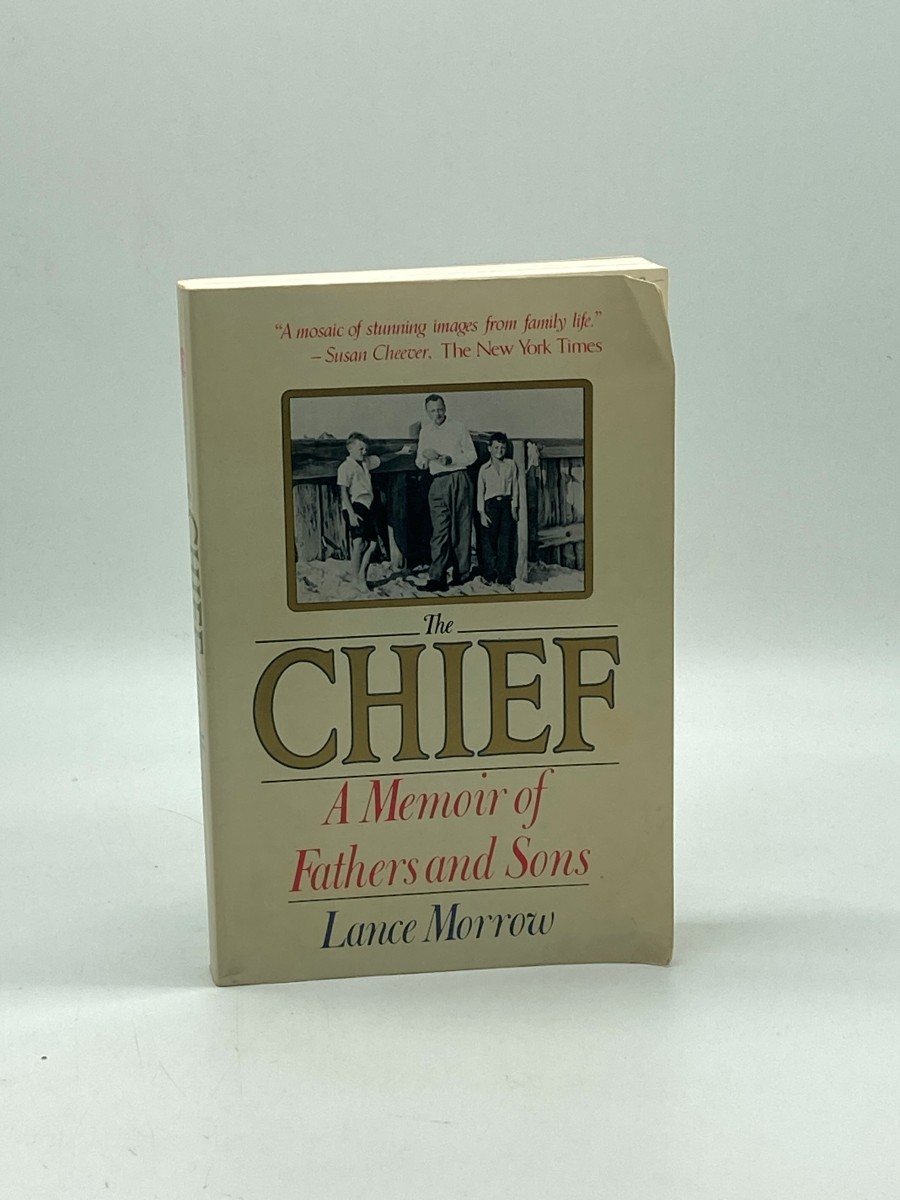 “A mosaic of stunning images from family life.”
– Susan Cheever, The New York Times
The
CHIEF
A Memoir of
Fathers and Sons
Lance Morrow
CHIEF